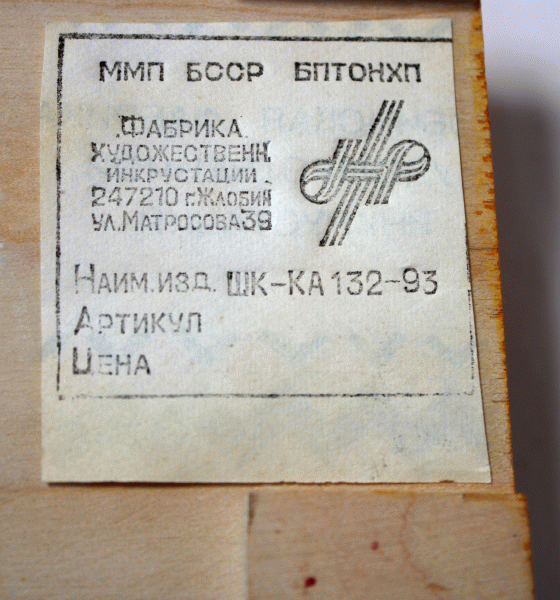 ММП БССР БПТОНХП
ФАБРИКА
ХУДОЖЕСТВЕНН.
ИНКРУСТАЦИИ
247210 г.ЖЛОБИН
УЛ.МАТРОСОВА 39
НАИМ.ИЗД. ШК-КА 132-93
АРТИКУЛ
ЦЕНА